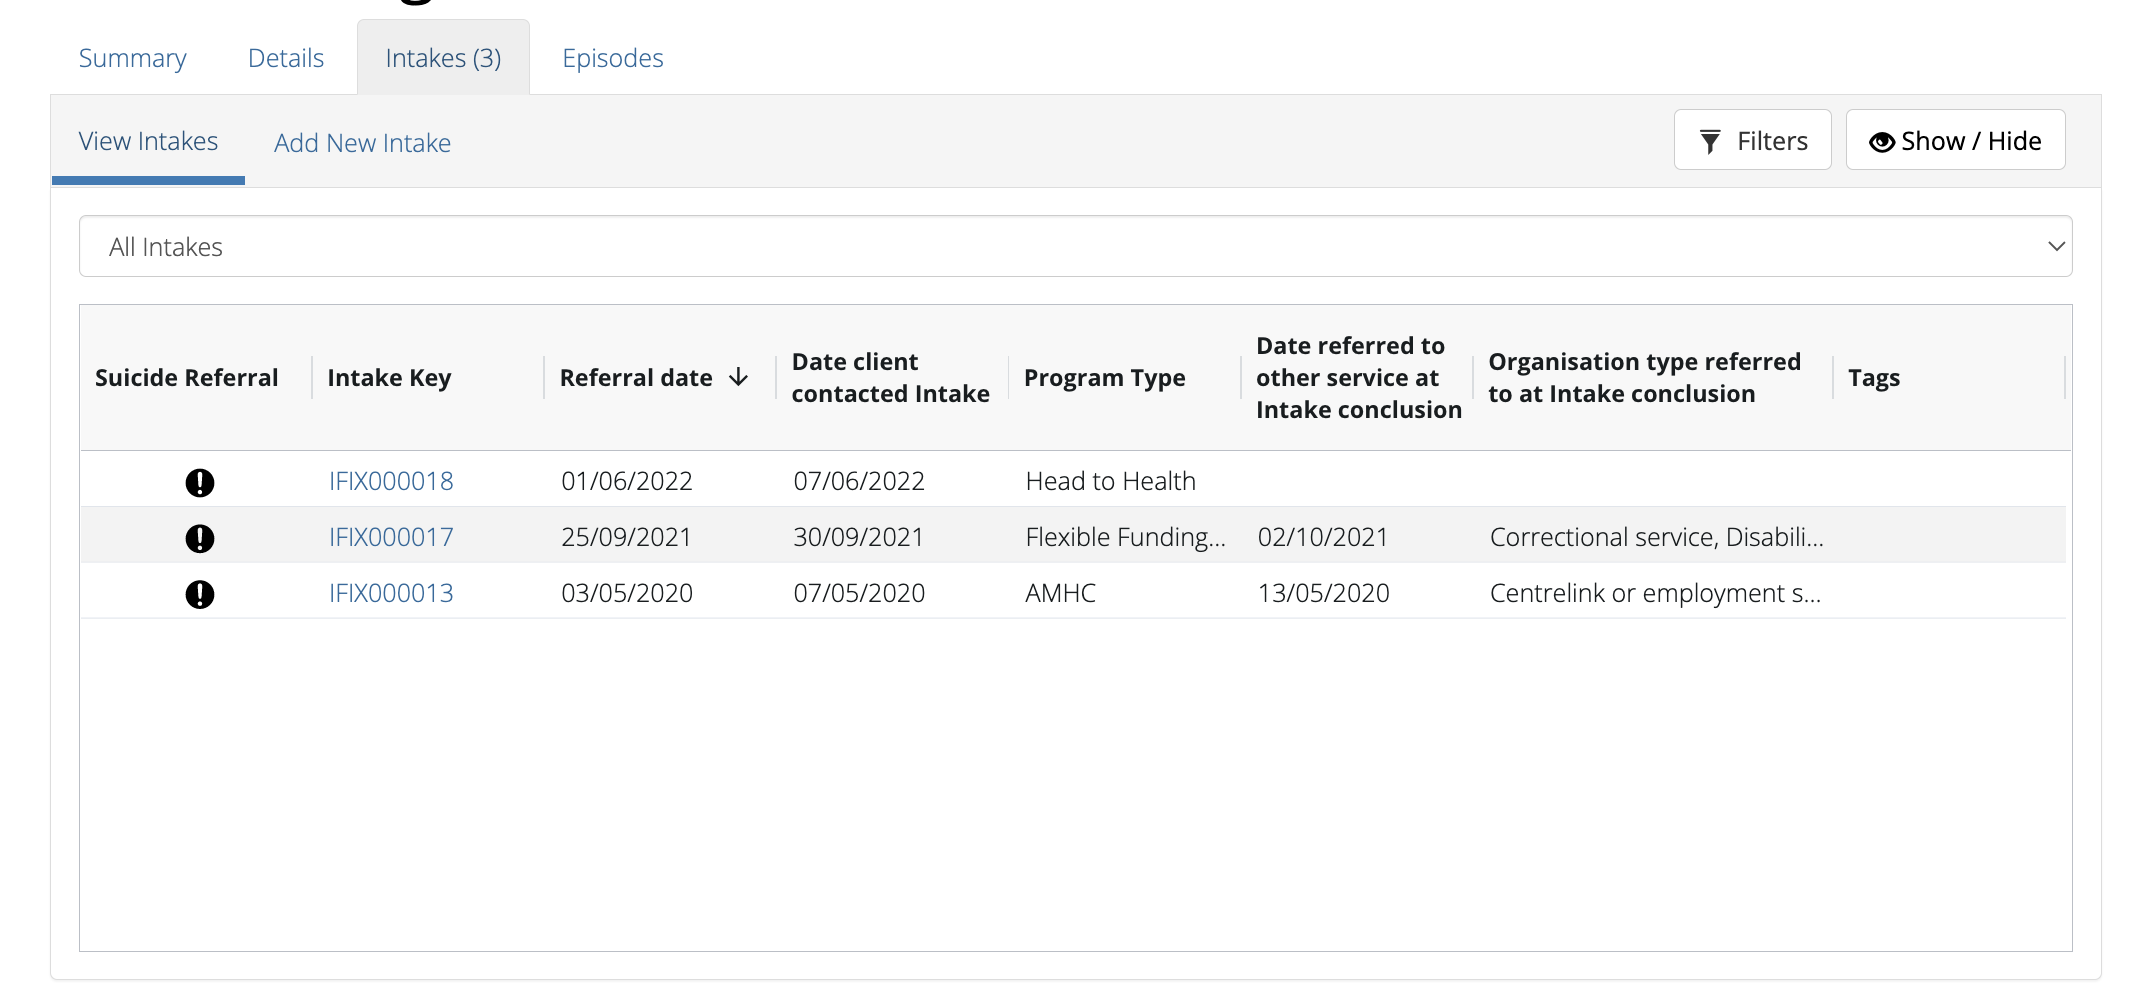 Summary Details Intakes (3) Episodes
View Intakes Add New Intake Filters Show / Hide
All Intakes
Suicide Referral Intake Key Referral date Date client contacted Intake Program Type Date referred to other service at Intake conclusion Organisation type referred to at Intake conclusion Tags
IFIX000018 01/06/2022 07/06/2022 Head to Health
IFIX000017 25/09/2021 30/09/2021 Flexible Funding... 02/10/2021 Correctional service, Disabili...
IFIX000013 03/05/2020 07/05/2020 AMHC 13/05/2020 Centrelink or employment s...